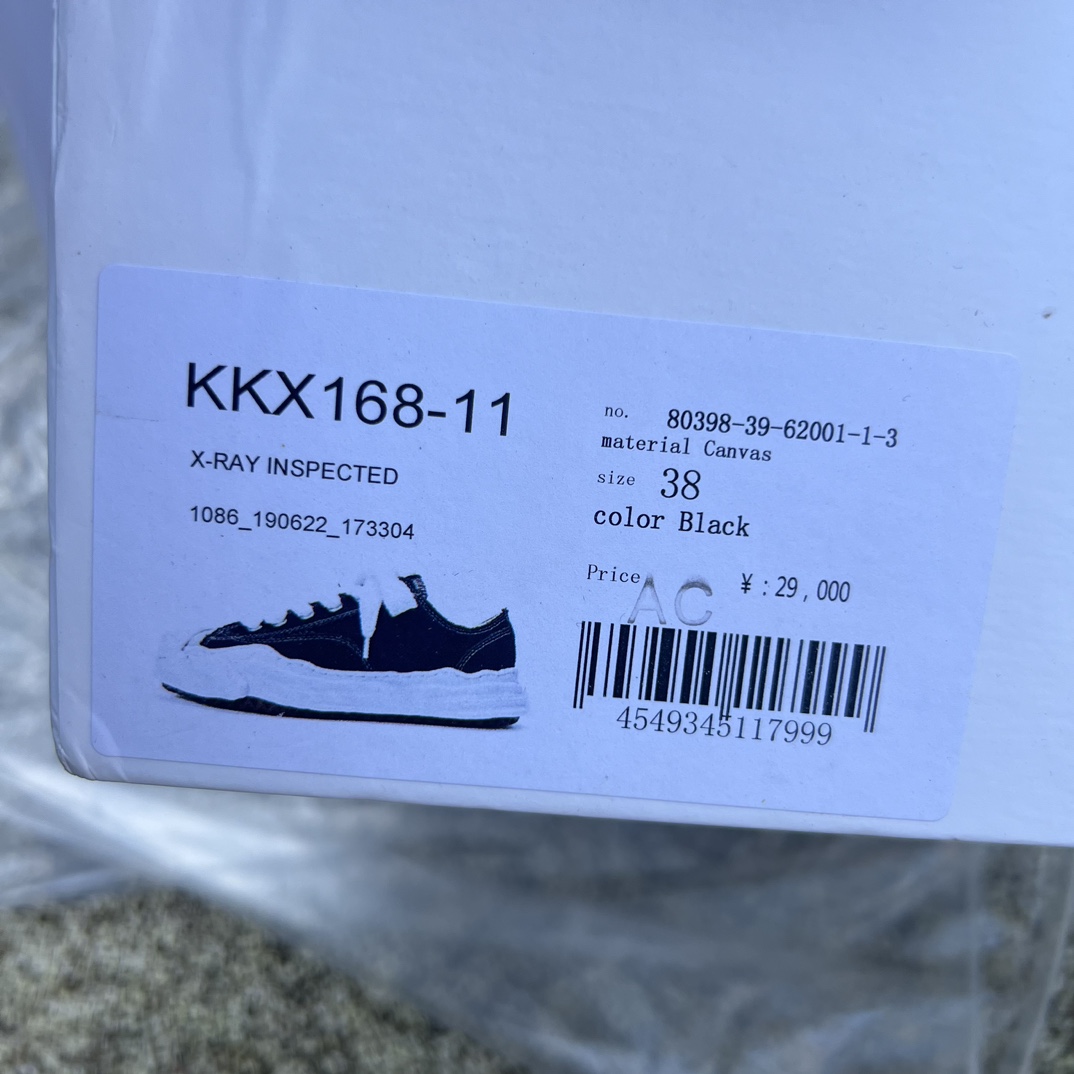 KKX168-11
X-RAY INSPECTED
1086_190622_173304
no. 80398-39-62001-1-3
material Canvas
size 38
color Black
Price ¥ : 29 , 000
AC
4549345117999